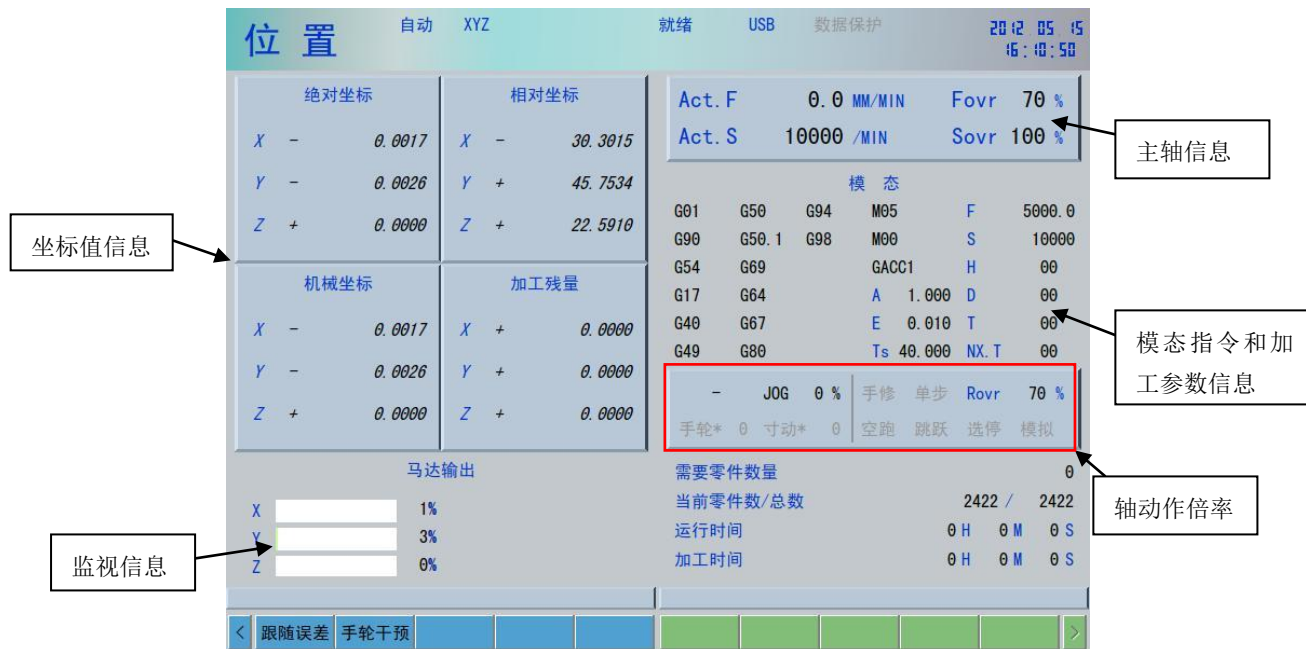 位置 自动 XYZ 就绪 USB 数据保护 2012.05.15
16:10:50
绝对坐标
X - 0.0017
Y - 0.0026
Z + 0.0000
相对坐标
X - 30.3015
Y + 45.7534
Z + 22.5910
机械坐标
X - 0.0017
Y - 0.0026
Z + 0.0000
加工残量
X + 0.0000
Y + 0.0000
Z + 0.0000
马达输出
X 1%
Y 3%
Z 0%
Act.F 0.0 MM/MIN Fovr 70 %
Act.S 10000 /MIN Sovr 100 %
模态
G01 G50 G94 M05 F 5000.0
G90 G50.1 G98 M00 S 10000
G54 G69 GACC1 H 00
G17 G64 A 1.000 D 00
G40 G67 E 0.010 T 00
G49 G80 Ts 40.000 NX.T 00
- JOG 0 % 手修 单步 Rovr 70 %
手轮* 0 寸动* 0 空跑 跳跃 选停 模拟
需要零件数量 0
当前零件数/总数 2422 / 2422
运行时间 0 H 0 M 0 S
加工时间 0 H 0 M 0 S
< 跟随误差 手轮干预 >
坐标值信息
监视信息
主轴信息
模态指令和加
工参数信息
轴动作倍率